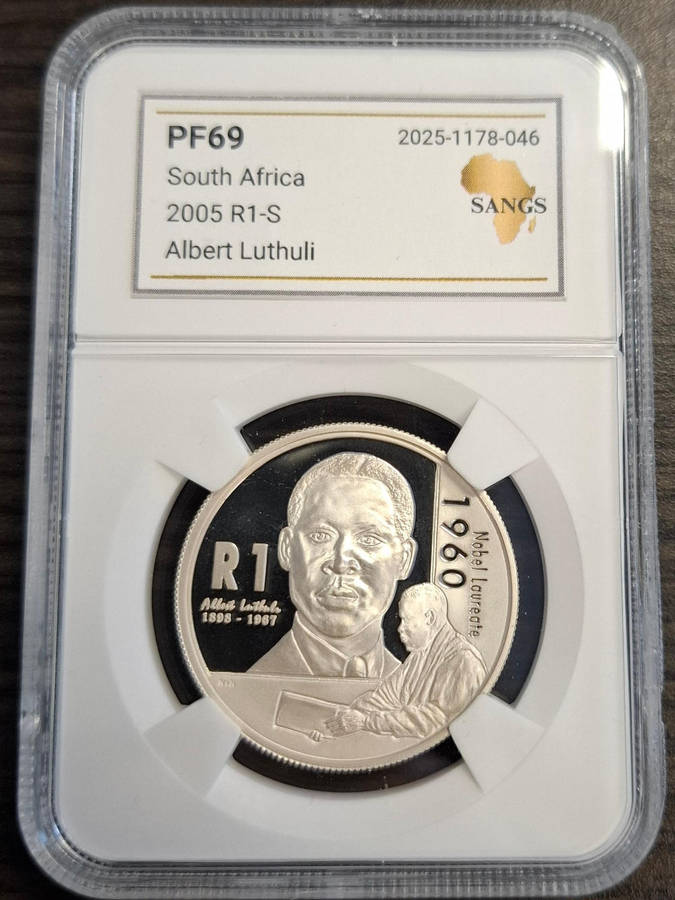 PF69
2025-1178-046
South Africa
SANGS
2005 R1-S
Albert Luthuli
R1
Albert Luthuli
1898 - 1967
1960
Nobel Laureate